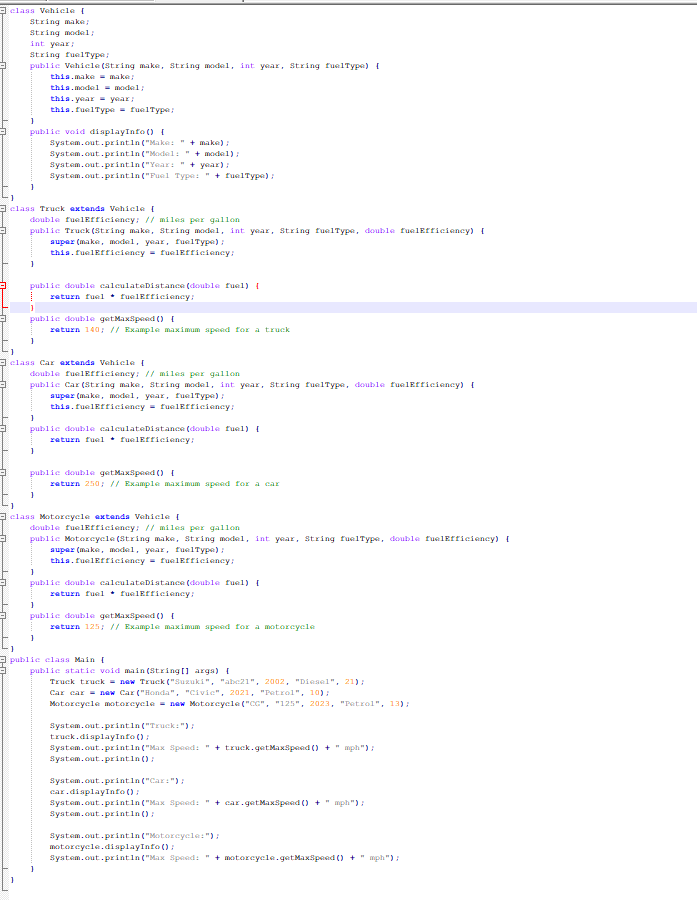 class Vehicle {
    String make;
    String model;
    int year;
    String fuelType;
    public Vehicle(String make, String model, int year, String fuelType) {
        this.make = make;
        this.model = model;
        this.year = year;
        this.fuelType = fuelType;
    }
    public void displayInfo() {
        System.out.println("Make: " + make);
        System.out.println("Model: " + model);
        System.out.println("Year: " + year);
        System.out.println("Fuel Type: " + fuelType);
    }
}
class Truck extends Vehicle {
    double fuelEfficiency; // miles per gallon
    public Truck(String make, String model, int year, String fuelType, double fuelEfficiency) {
        super(make, model, year, fuelType);
        this.fuelEfficiency = fuelEfficiency;
    }

    public double calculateDistance(double fuel) {
        return fuel * fuelEfficiency;
    }
    public double getMaxSpeed() {
        return 140; // Example maximum speed for a truck
    }
}
class Car extends Vehicle {
    double fuelEfficiency; // miles per gallon
    public Car(String make, String model, int year, String fuelType, double fuelEfficiency) {
        super(make, model, year, fuelType);
        this.fuelEfficiency = fuelEfficiency;
    }
    public double calculateDistance(double fuel) {
        return fuel * fuelEfficiency;
    }

    public double getMaxSpeed() {
        return 250; // Example maximum speed for a car
    }
}
class Motorcycle extends Vehicle {
    double fuelEfficiency; // miles per gallon
    public Motorcycle(String make, String model, int year, String fuelType, double fuelEfficiency) {
        super(make, model, year, fuelType);
        this.fuelEfficiency = fuelEfficiency;
    }
    public double calculateDistance(double fuel) {
        return fuel * fuelEfficiency;
    }
    public double getMaxSpeed() {
        return 125; // Example maximum speed for a motorcycle
    }
}
public class Main {
    public static void main(String[] args) {
        Truck truck = new Truck("Suzuki", "abc21", 2002, "Diesel", 21);
        Car car = new Car("Honda", "Civic", 2021, "Petrol", 10);
        Motorcycle motorcycle = new Motorcycle("CG", "125", 2023, "Petrol", 13);

        System.out.println("Truck:");
        truck.displayInfo();
        System.out.println("Max Speed: " + truck.getMaxSpeed() + " mph");
        System.out.println();

        System.out.println("Car:");
        car.displayInfo();
        System.out.println("Max Speed: " + car.getMaxSpeed() + " mph");
        System.out.println();

        System.out.println("Motorcycle:");
        motorcycle.displayInfo();
        System.out.println("Max Speed: " + motorcycle.getMaxSpeed() + " mph");
    }
}